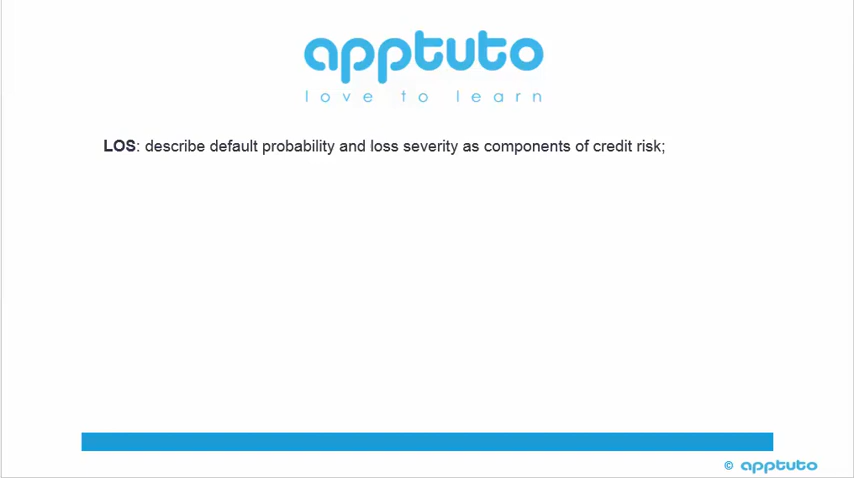 apptuto
love to learn
LOS: describe default probability and loss severity as components of credit risk;
© apptuto